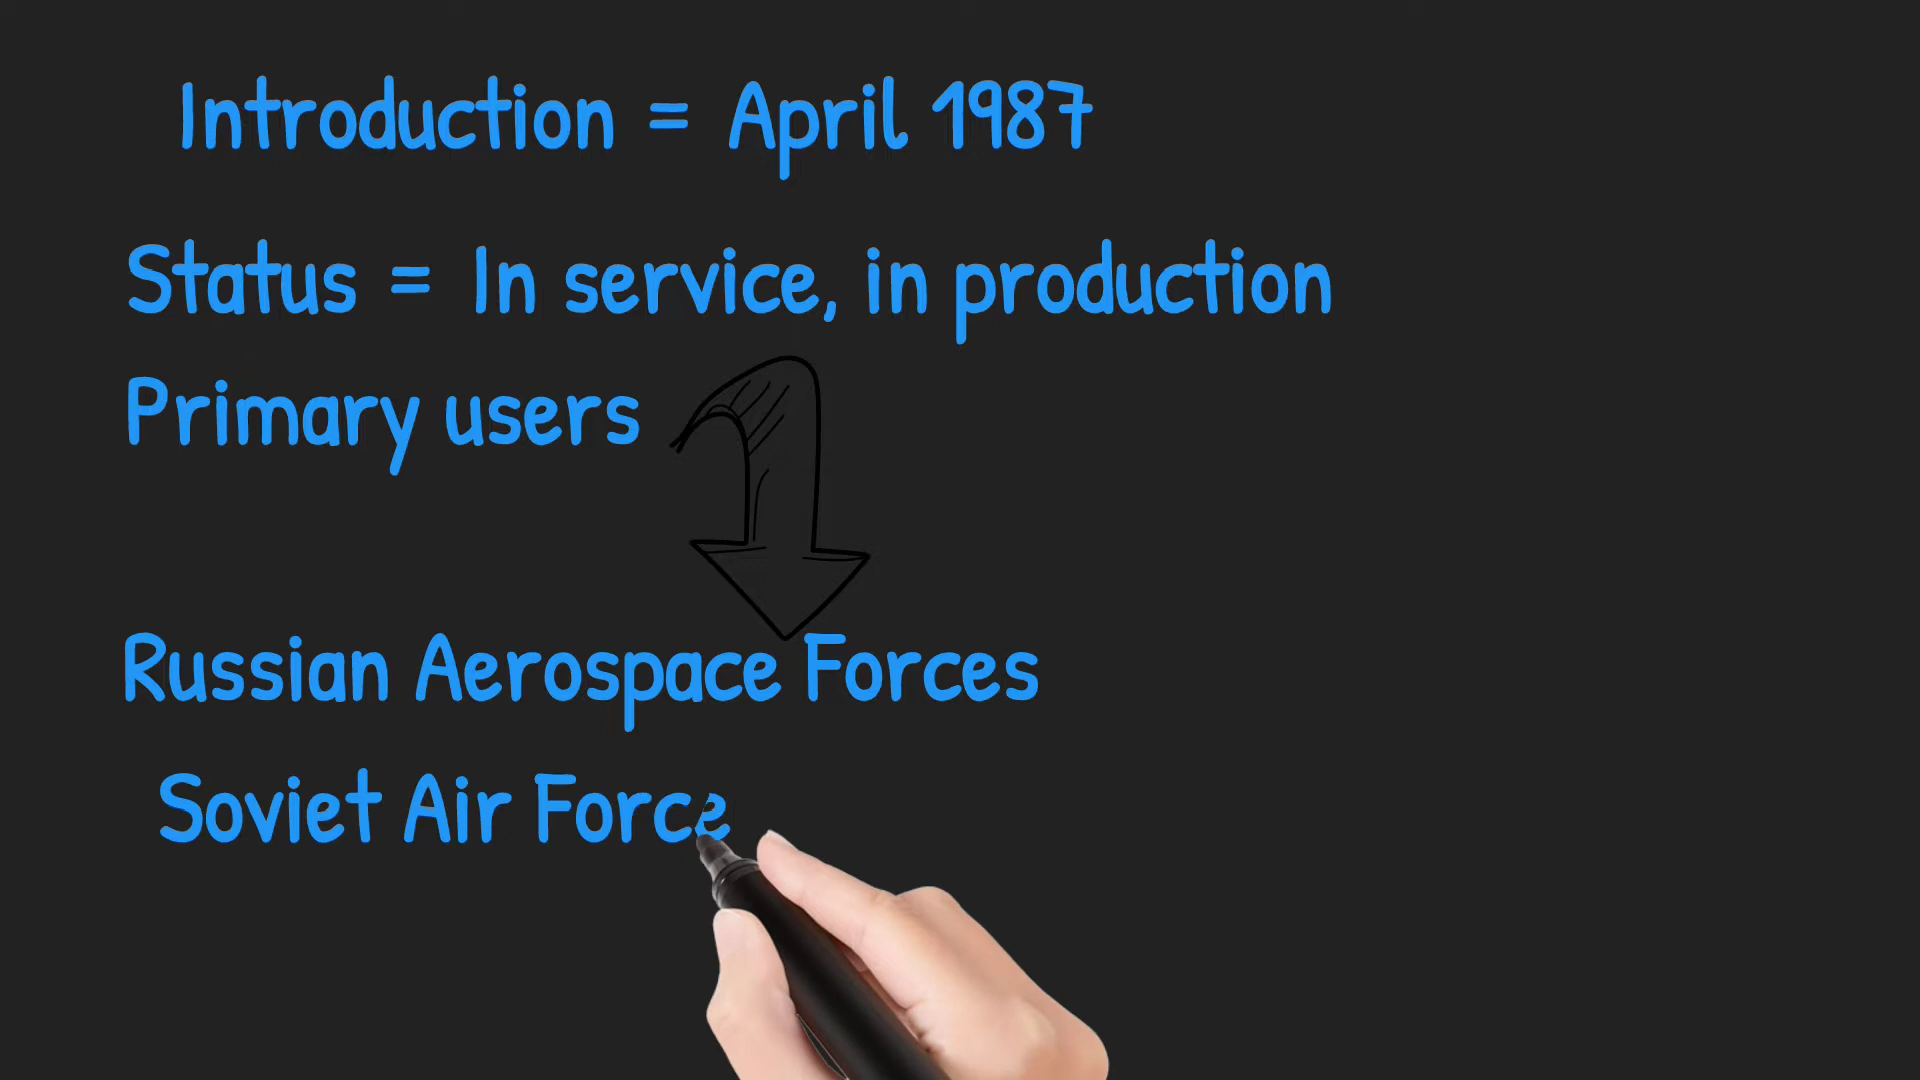 Introduction = April 1987
Status = In service, in production
Primary users
Russian Aerospace Forces
Soviet Air Force